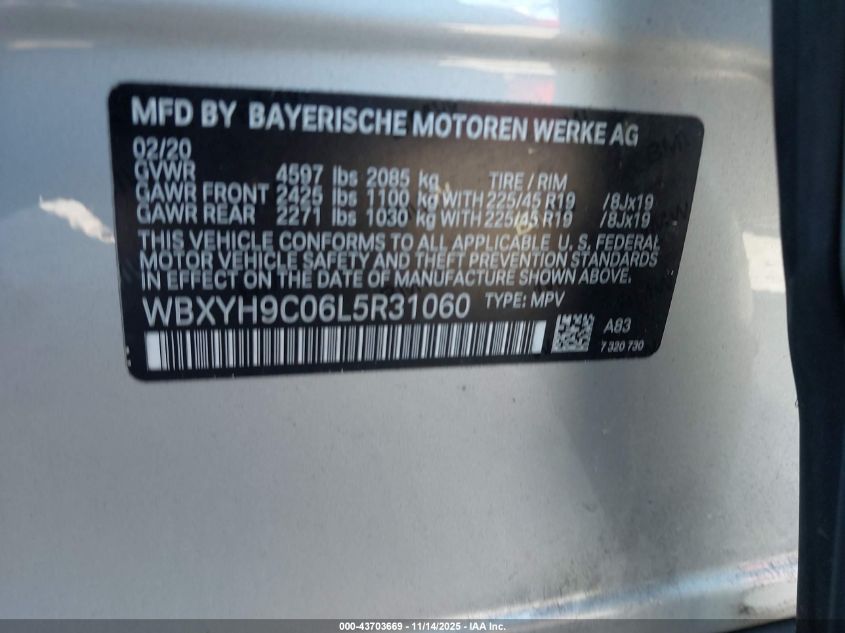 MFD BY BAYERISCHE MOTOREN WERKE AG
02/20
GVWR 4597 lbs 2085 kg TIRE / RIM
GAWR FRONT 2425 lbs 1100 kg WITH 225/45 R19 /8Jx19
GAWR REAR 2271 lbs 1030 kg WITH 225/45 R19 /8Jx19
THIS VEHICLE CONFORMS TO ALL APPLICABLE U. S. FEDERAL
MOTOR VEHICLE SAFETY AND THEFT PREVENTION STANDARDS
IN EFFECT ON THE DATE OF MANUFACTURE SHOWN ABOVE.
WBXYH9C06L5R31060 TYPE: MPV
A83
7 320 730
000-43703669 - 11/14/2025 - IAA Inc.